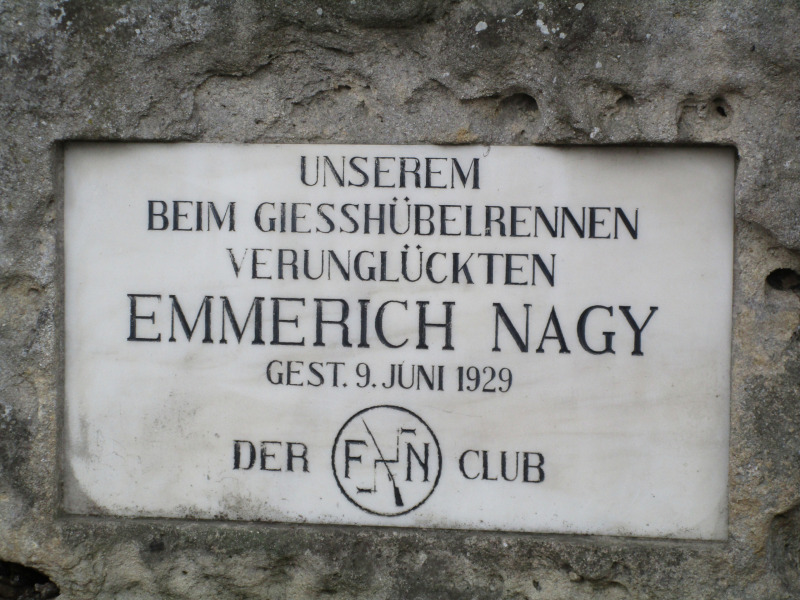 UNSEREM
BEIM GIESSHÜBELRENNEN
VERUNGLÜCKTEN
EMMERICH NAGY
GEST. 9. JUNI 1929
DER FN CLUB